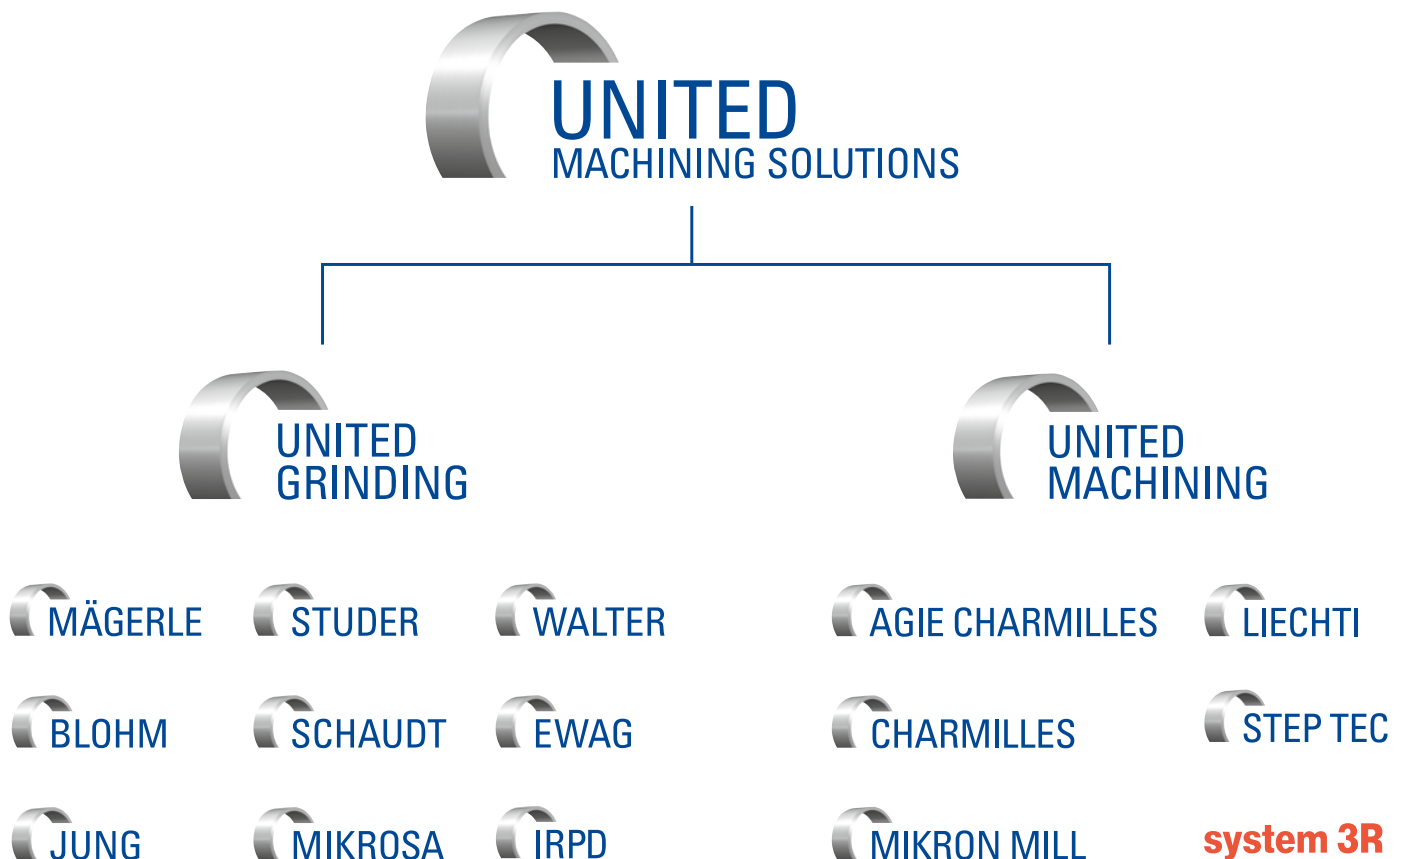 UNITED
MACHINING SOLUTIONS
UNITED
GRINDING
UNITED
MACHINING
MÄGERLE
STUDER
WALTER
AGIE CHARMILLES
LIECHTI
BLOHM
SCHAUDT
EWAG
CHARMILLES
STEP TEC
JUNG
MIKROSA
IRPD
MIKRON MILL
system 3R